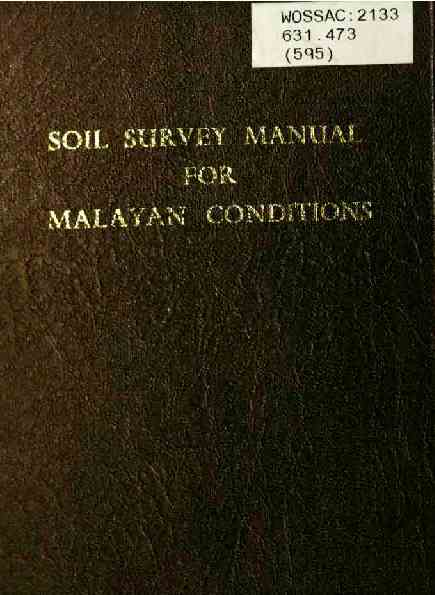 WOSSAC:2133
631.473
(595)
SOIL SURVEY MANUAL
FOR
MALAYAN CONDITIONS